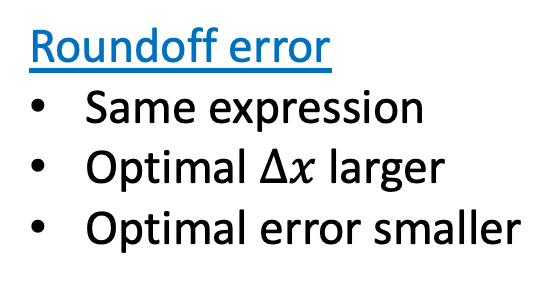 Roundoff error
• Same expression
• Optimal Δ𝑥 larger
• Optimal error smaller